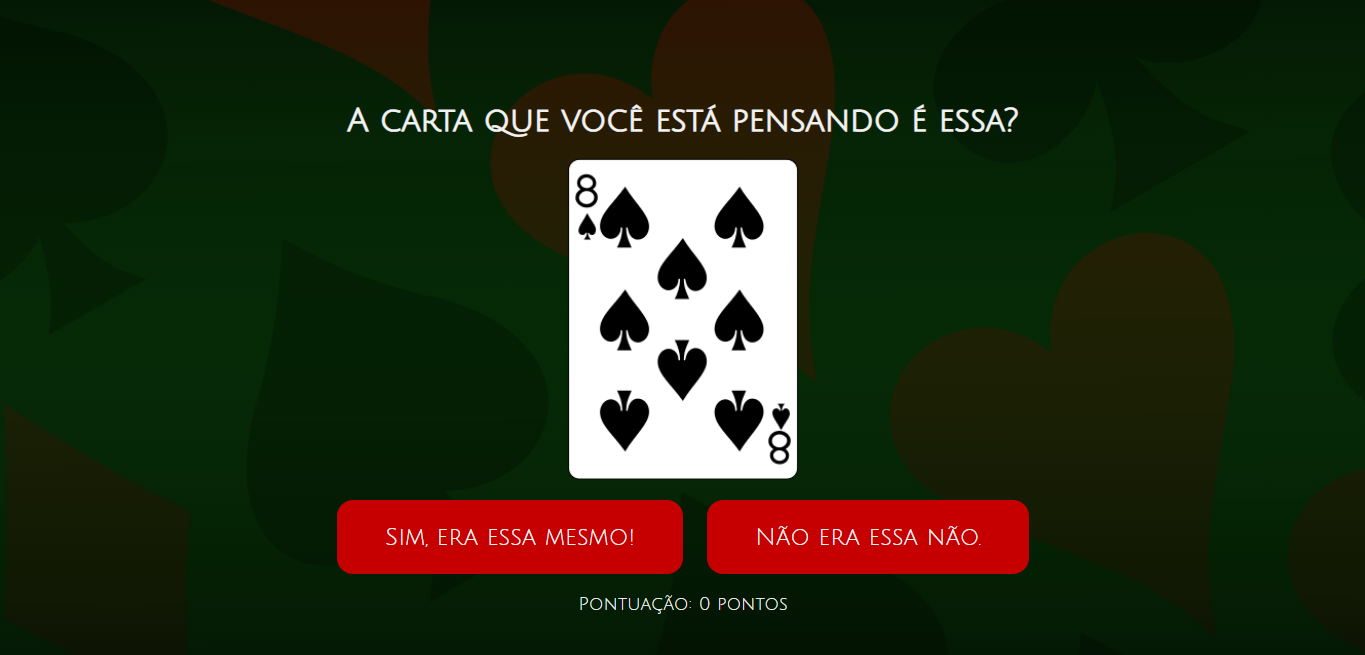 A carta que você está pensando é essa?
8
8
Sim, era essa mesmo!
Não era essa não.
Pontuação: 0 pontos